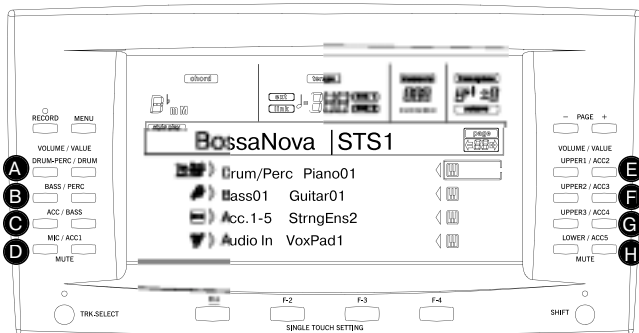 chord
ext
link
RECORD MENU
- PAGE +
VOLUME / VALUE
VOLUME / VALUE
page
BossaNova STS1
A DRUM-PERC / DRUM
UPPER1 / ACC2 E
Drum/Perc Piano01
B BASS / PERC
UPPER2 / ACC3 F
Bass01 Guitar01
C ACC / BASS
UPPER3 / ACC4 G
Acc.1-5 StrngEns2
D MIC / ACC1
LOWER / ACC5 H
Audio In VoxPad1
MUTE
MUTE
TRK-SELECT
F-2 F-3 F-4
SHIFT
SINGLE TOUCH SETTING